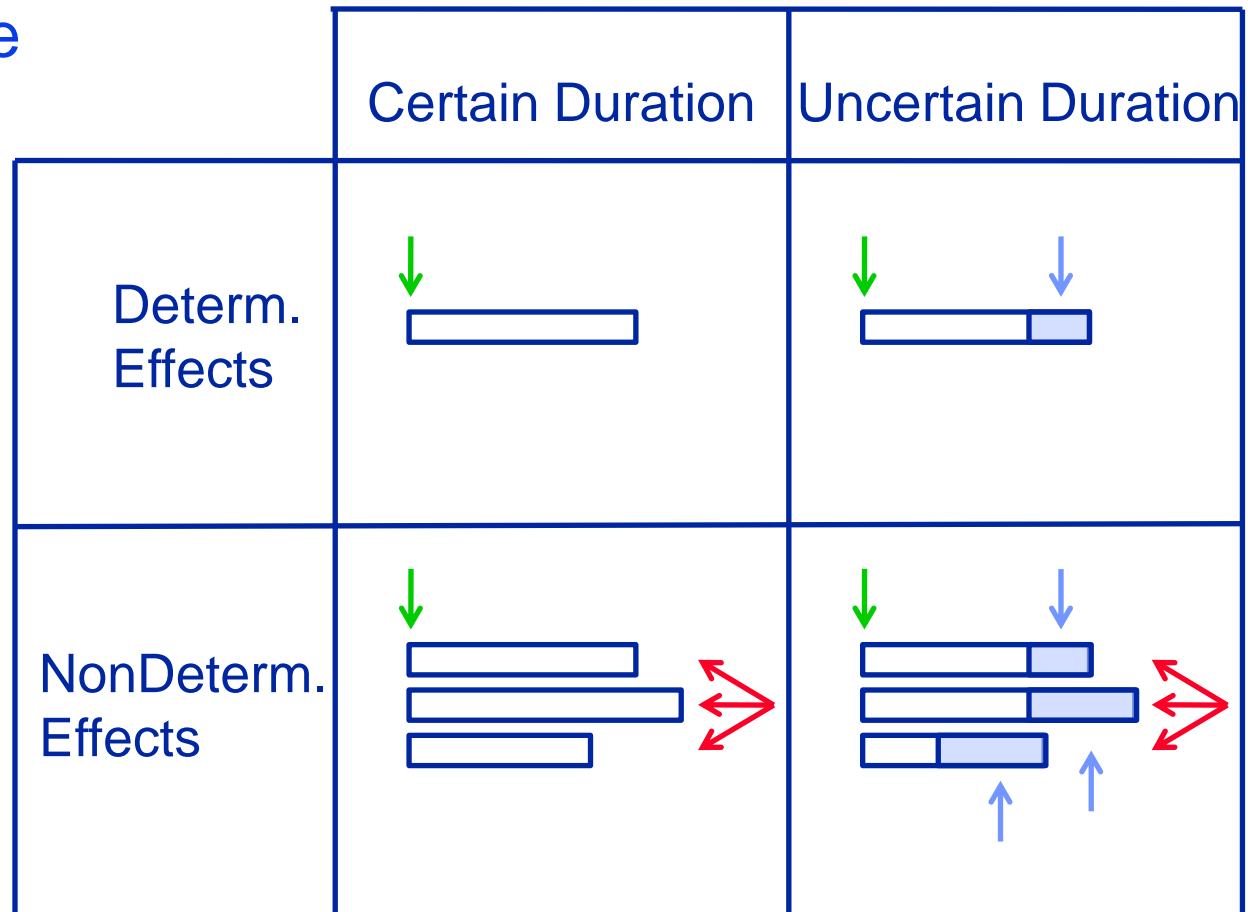 Certain Duration Uncertain Duration
Determ.
Effects
NonDeterm.
Effects